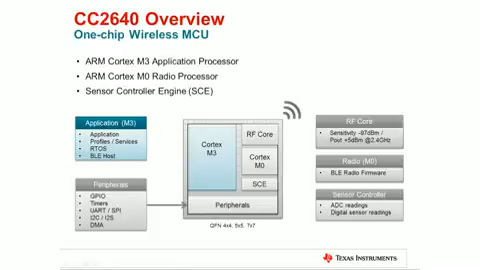 CC2640 Overview
One-chip Wireless MCU
• ARM Cortex M3 Application Processor
• ARM Cortex M0 Radio Processor
• Sensor Controller Engine (SCE)
Application (M3)
• Application
• Profiles / Services
• RTOS
• BLE Host
Peripherals
• GPIO
• Timers
• UART / SPI
• I2C / I2S
• DMA
Cortex
M3
RF Core
Cortex
M0
SCE
Peripherals
QFN 4x4, 5x5, 7x7
RF Core
• Sensitivity -97dBm /
Pout +5dBm @2.4GHz
Radio (M0)
• BLE Radio Firmware
Sensor Controller
• ADC readings
• Digital sensor readings
TEXAS INSTRUMENTS